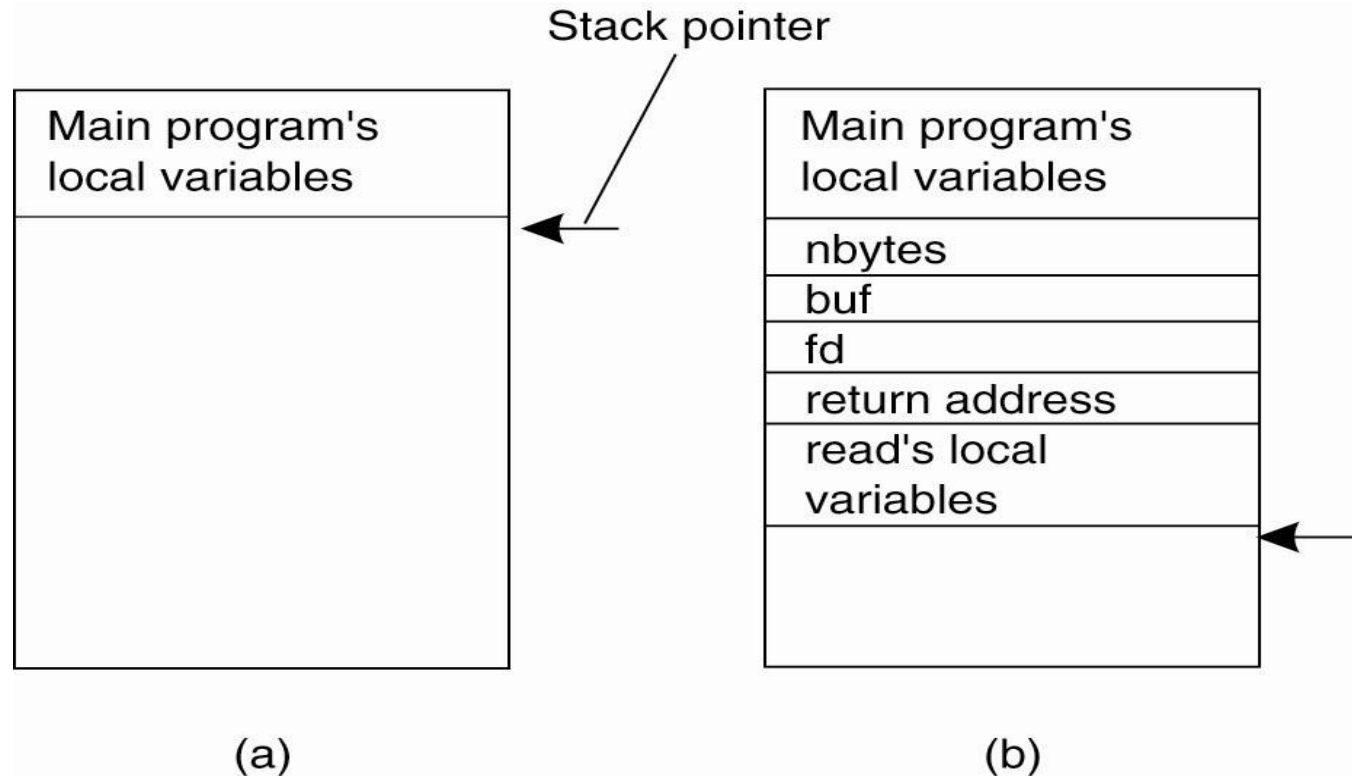 Stack pointer
Main program's
local variables
Main program's
local variables
nbytes
buf
fd
return address
read's local
variables
(a)
(b)